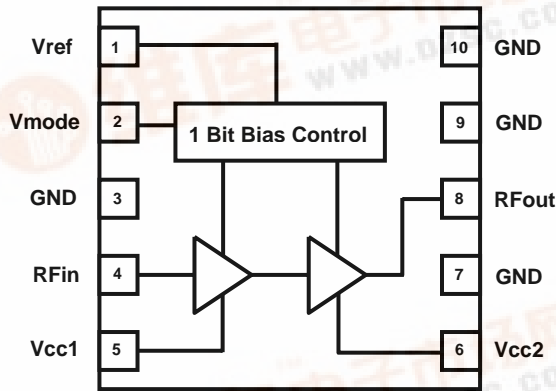 Vref 1 10 GND
Vmode 2 1 Bit Bias Control 9 GND
GND 3 8 RFout
RFin 4 7 GND
Vcc1 5 6 Vcc2